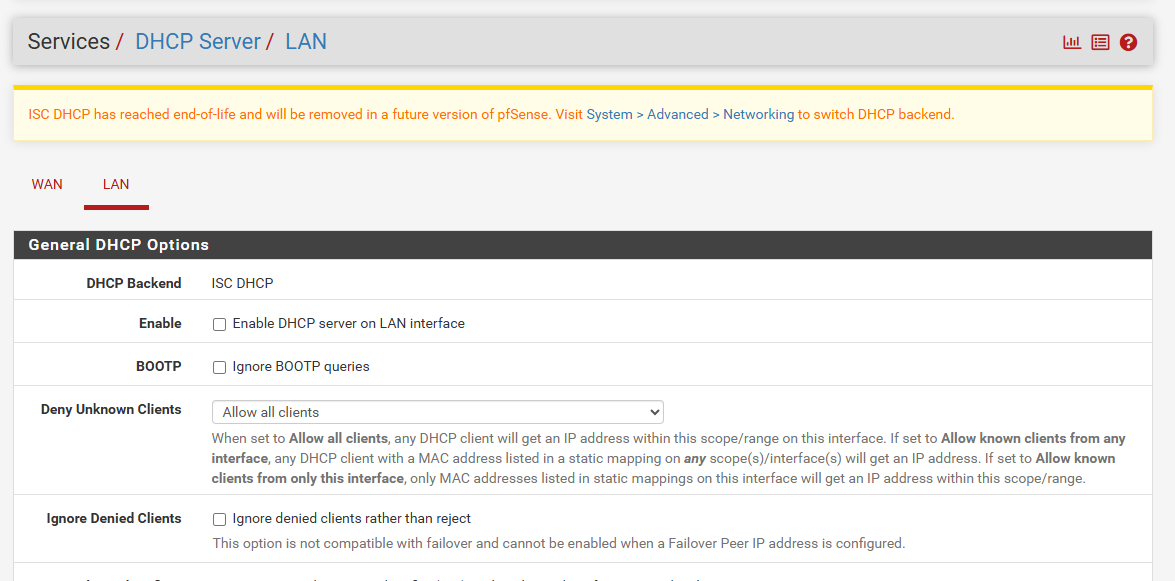 Services / DHCP Server / LAN
ISC DHCP has reached end-of-life and will be removed in a future version of pfSense. Visit System > Advanced > Networking to switch DHCP backend.
WAN LAN
General DHCP Options
DHCP Backend ISC DHCP
Enable Enable DHCP server on LAN interface
BOOTP Ignore BOOTP queries
Deny Unknown Clients Allow all clients
When set to Allow all clients, any DHCP client will get an IP address within this scope/range on this interface. If set to Allow known clients from any
interface, any DHCP client with a MAC address listed in a static mapping on any scope(s)/interface(s) will get an IP address. If set to Allow known
clients from only this interface, only MAC addresses listed in static mappings on this interface will get an IP address within this scope/range.
Ignore Denied Clients Ignore denied clients rather than reject
This option is not compatible with failover and cannot be enabled when a Failover Peer IP address is configured.